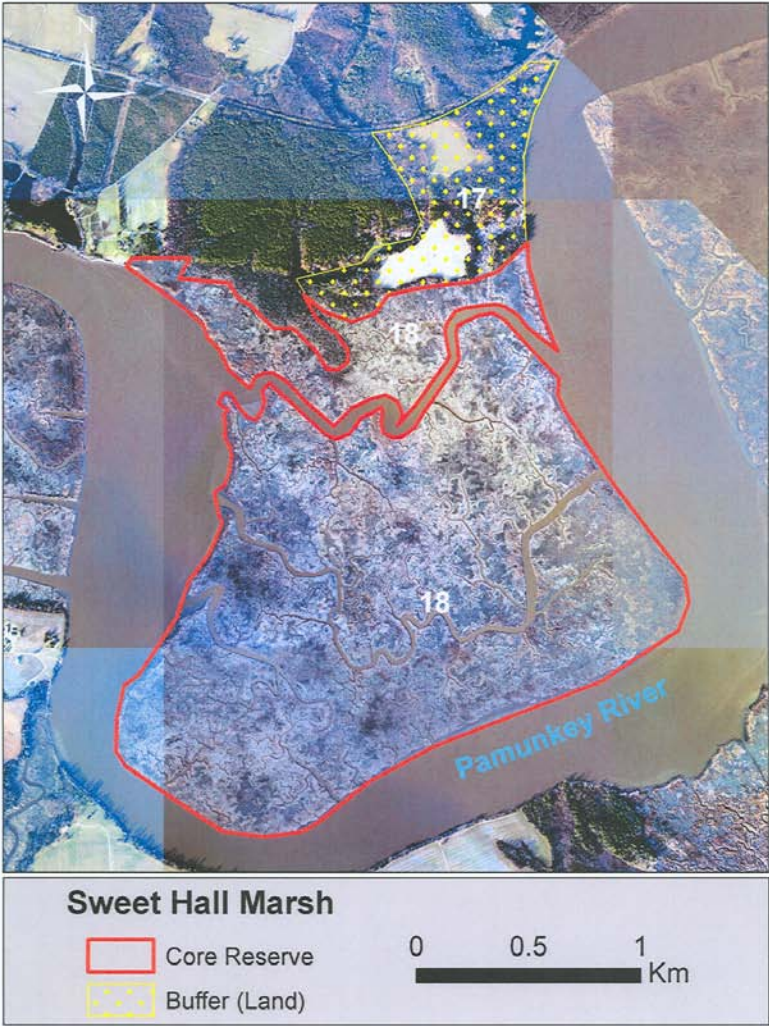 N
17
18
18
Pamunkey River
Sweet Hall Marsh
Core Reserve
Buffer (Land)
0 0.5 1
Km